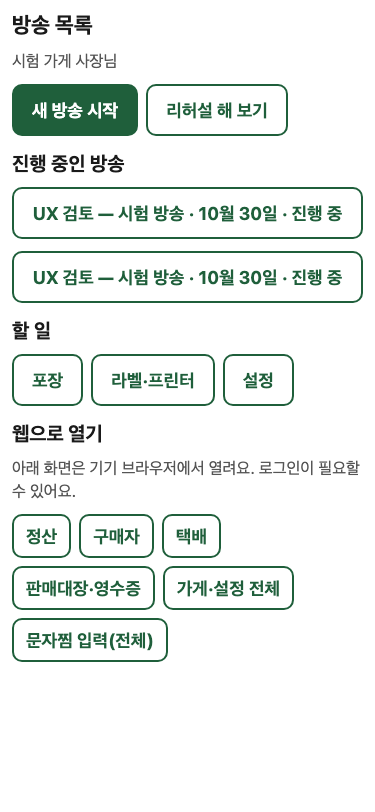 방송 목록
시험 가게 사장님
새 방송 시작 리허설 해 보기
진행 중인 방송
UX 검토 — 시험 방송 · 10월 30일 · 진행 중
UX 검토 — 시험 방송 · 10월 30일 · 진행 중
할 일
포장 라벨·프린터 설정
웹으로 열기
아래 화면은 기기 브라우저에서 열려요. 로그인이 필요할
수 있어요.
정산 구매자 택배
판매대장·영수증 가게·설정 전체
문자찜 입력(전체)